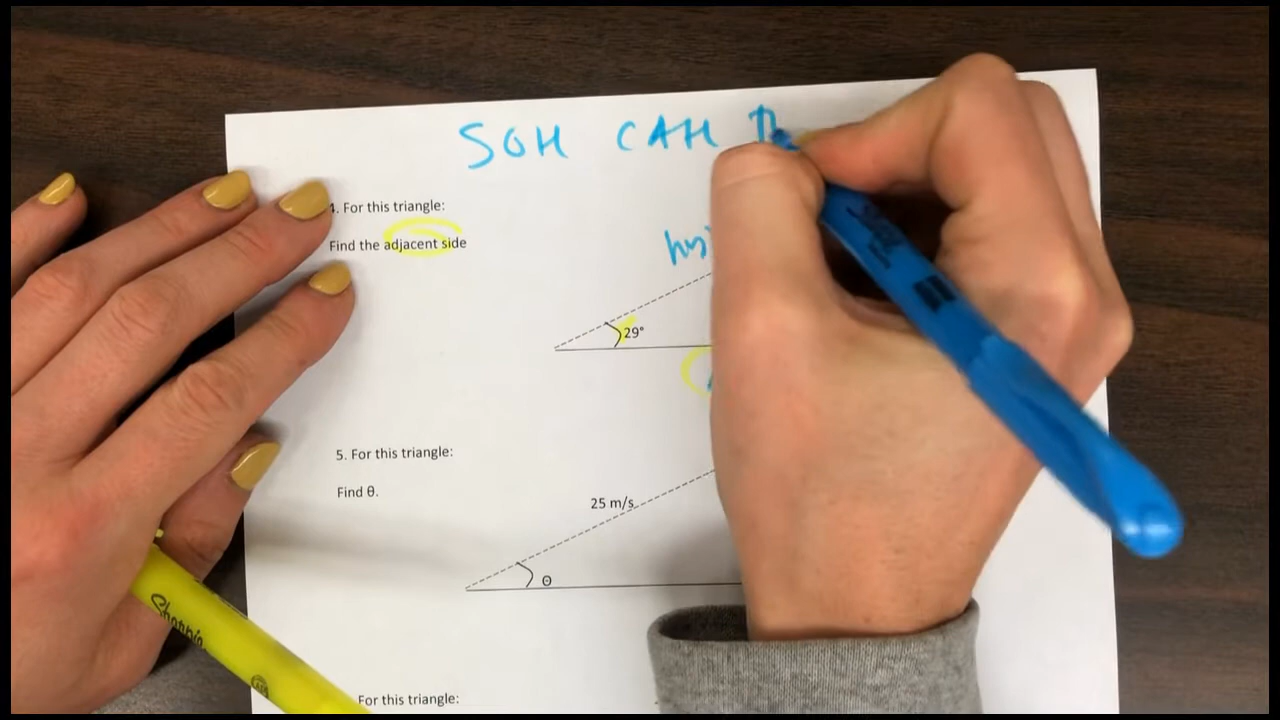 SOH CAH
4. For this triangle:
Find the adjacent side
29°
5. For this triangle:
Find θ.
25 m/s
θ
For this triangle:
Sharpie